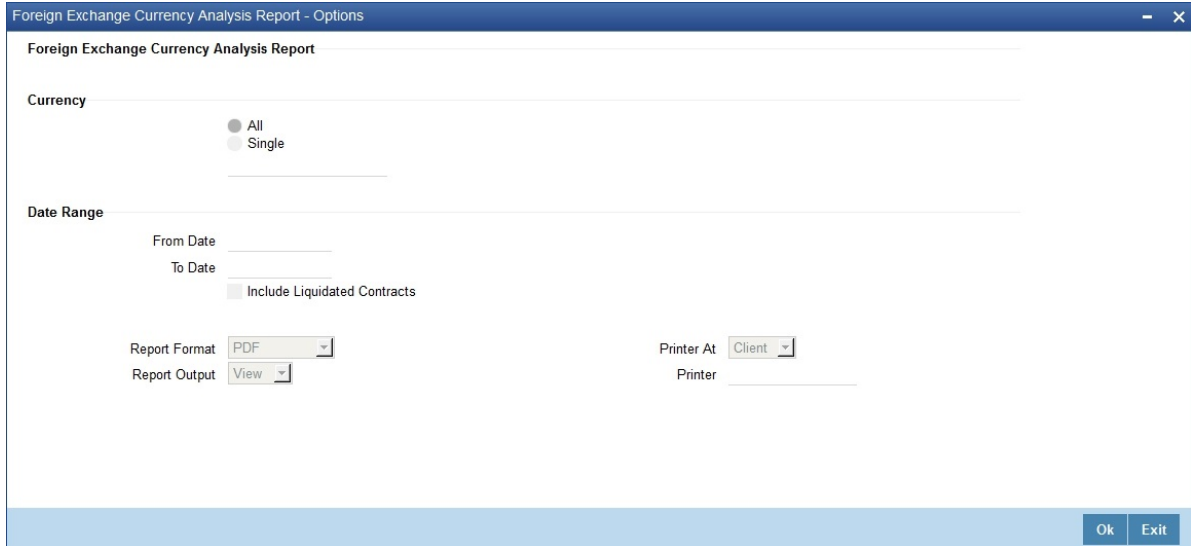 Foreign Exchange Currency Analysis Report - Options
Foreign Exchange Currency Analysis Report
Currency
All
Single
Date Range
From Date
To Date
Include Liquidated Contracts
Report Format PDF Printer At Client
Report Output View Printer
Ok Exit